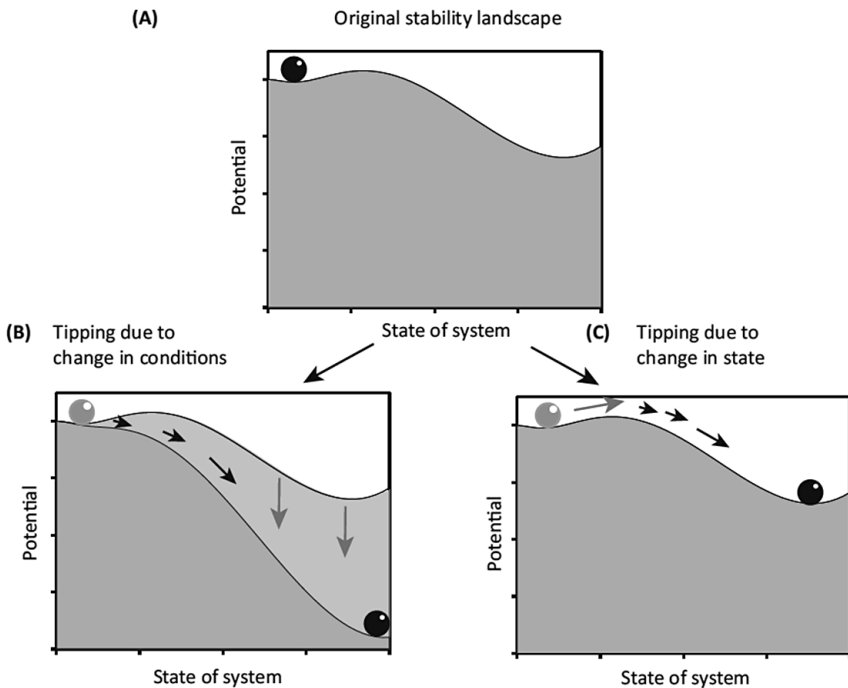 (A) Original stability landscape
Potential
State of system
(B) Tipping due to
change in conditions
(C) Tipping due to
change in state
Potential
State of system
Potential
State of system